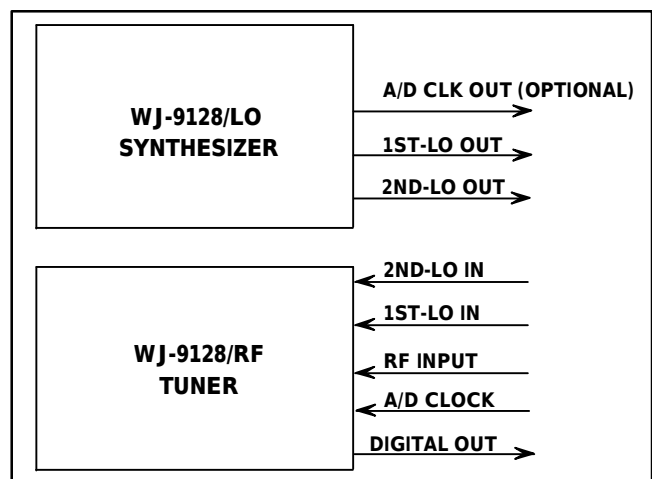 WJ-9128/LO
SYNTHESIZER
A/D CLK OUT (OPTIONAL)
1ST-LO OUT
2ND-LO OUT
WJ-9128/RF
TUNER
2ND-LO IN
1ST-LO IN
RF INPUT
A/D CLOCK
DIGITAL OUT